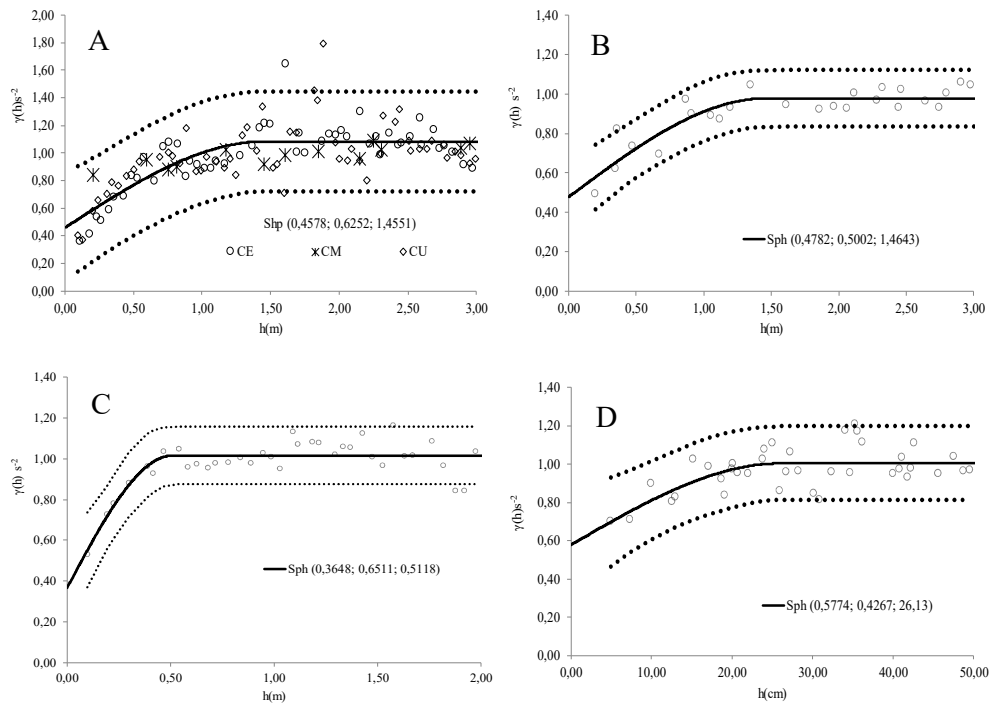 A
γ(h)s-2
2,00
1,80
1,60
1,40
1,20
1,00
0,80
0,60
0,40
0,20
0,00
Shp (0,4578; 0,6252; 1,4551)
CE CM CU
0,00 0,50 1,00 1,50 2,00 2,50 3,00
h(m)
B
γ(h) s-2
1,40
1,20
1,00
0,80
0,60
0,40
0,20
0,00
Sph (0,4782; 0,5002; 1,4643)
0,00 0,50 1,00 1,50 2,00 2,50 3,00
h(m)
C
γ(h) s-2
1,40
1,20
1,00
0,80
0,60
0,40
0,20
0,00
Sph (0,3648; 0,6511; 0,5118)
0,00 0,50 1,00 1,50 2,00
h(m)
D
γ(h)s-2
1,40
1,20
1,00
0,80
0,60
0,40
0,20
0,00
Sph (0,5774; 0,4267; 26,13)
0,00 10,00 20,00 30,00 40,00 50,00
h(cm)